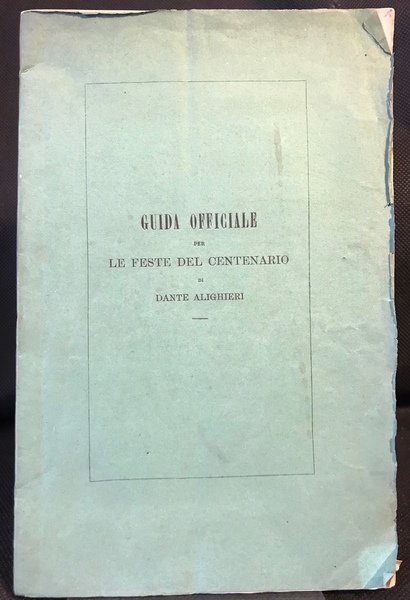 GUIDA OFFICIALE
PER
LE FESTE DEL CENTENARIO
DI
DANTE ALIGHIERI